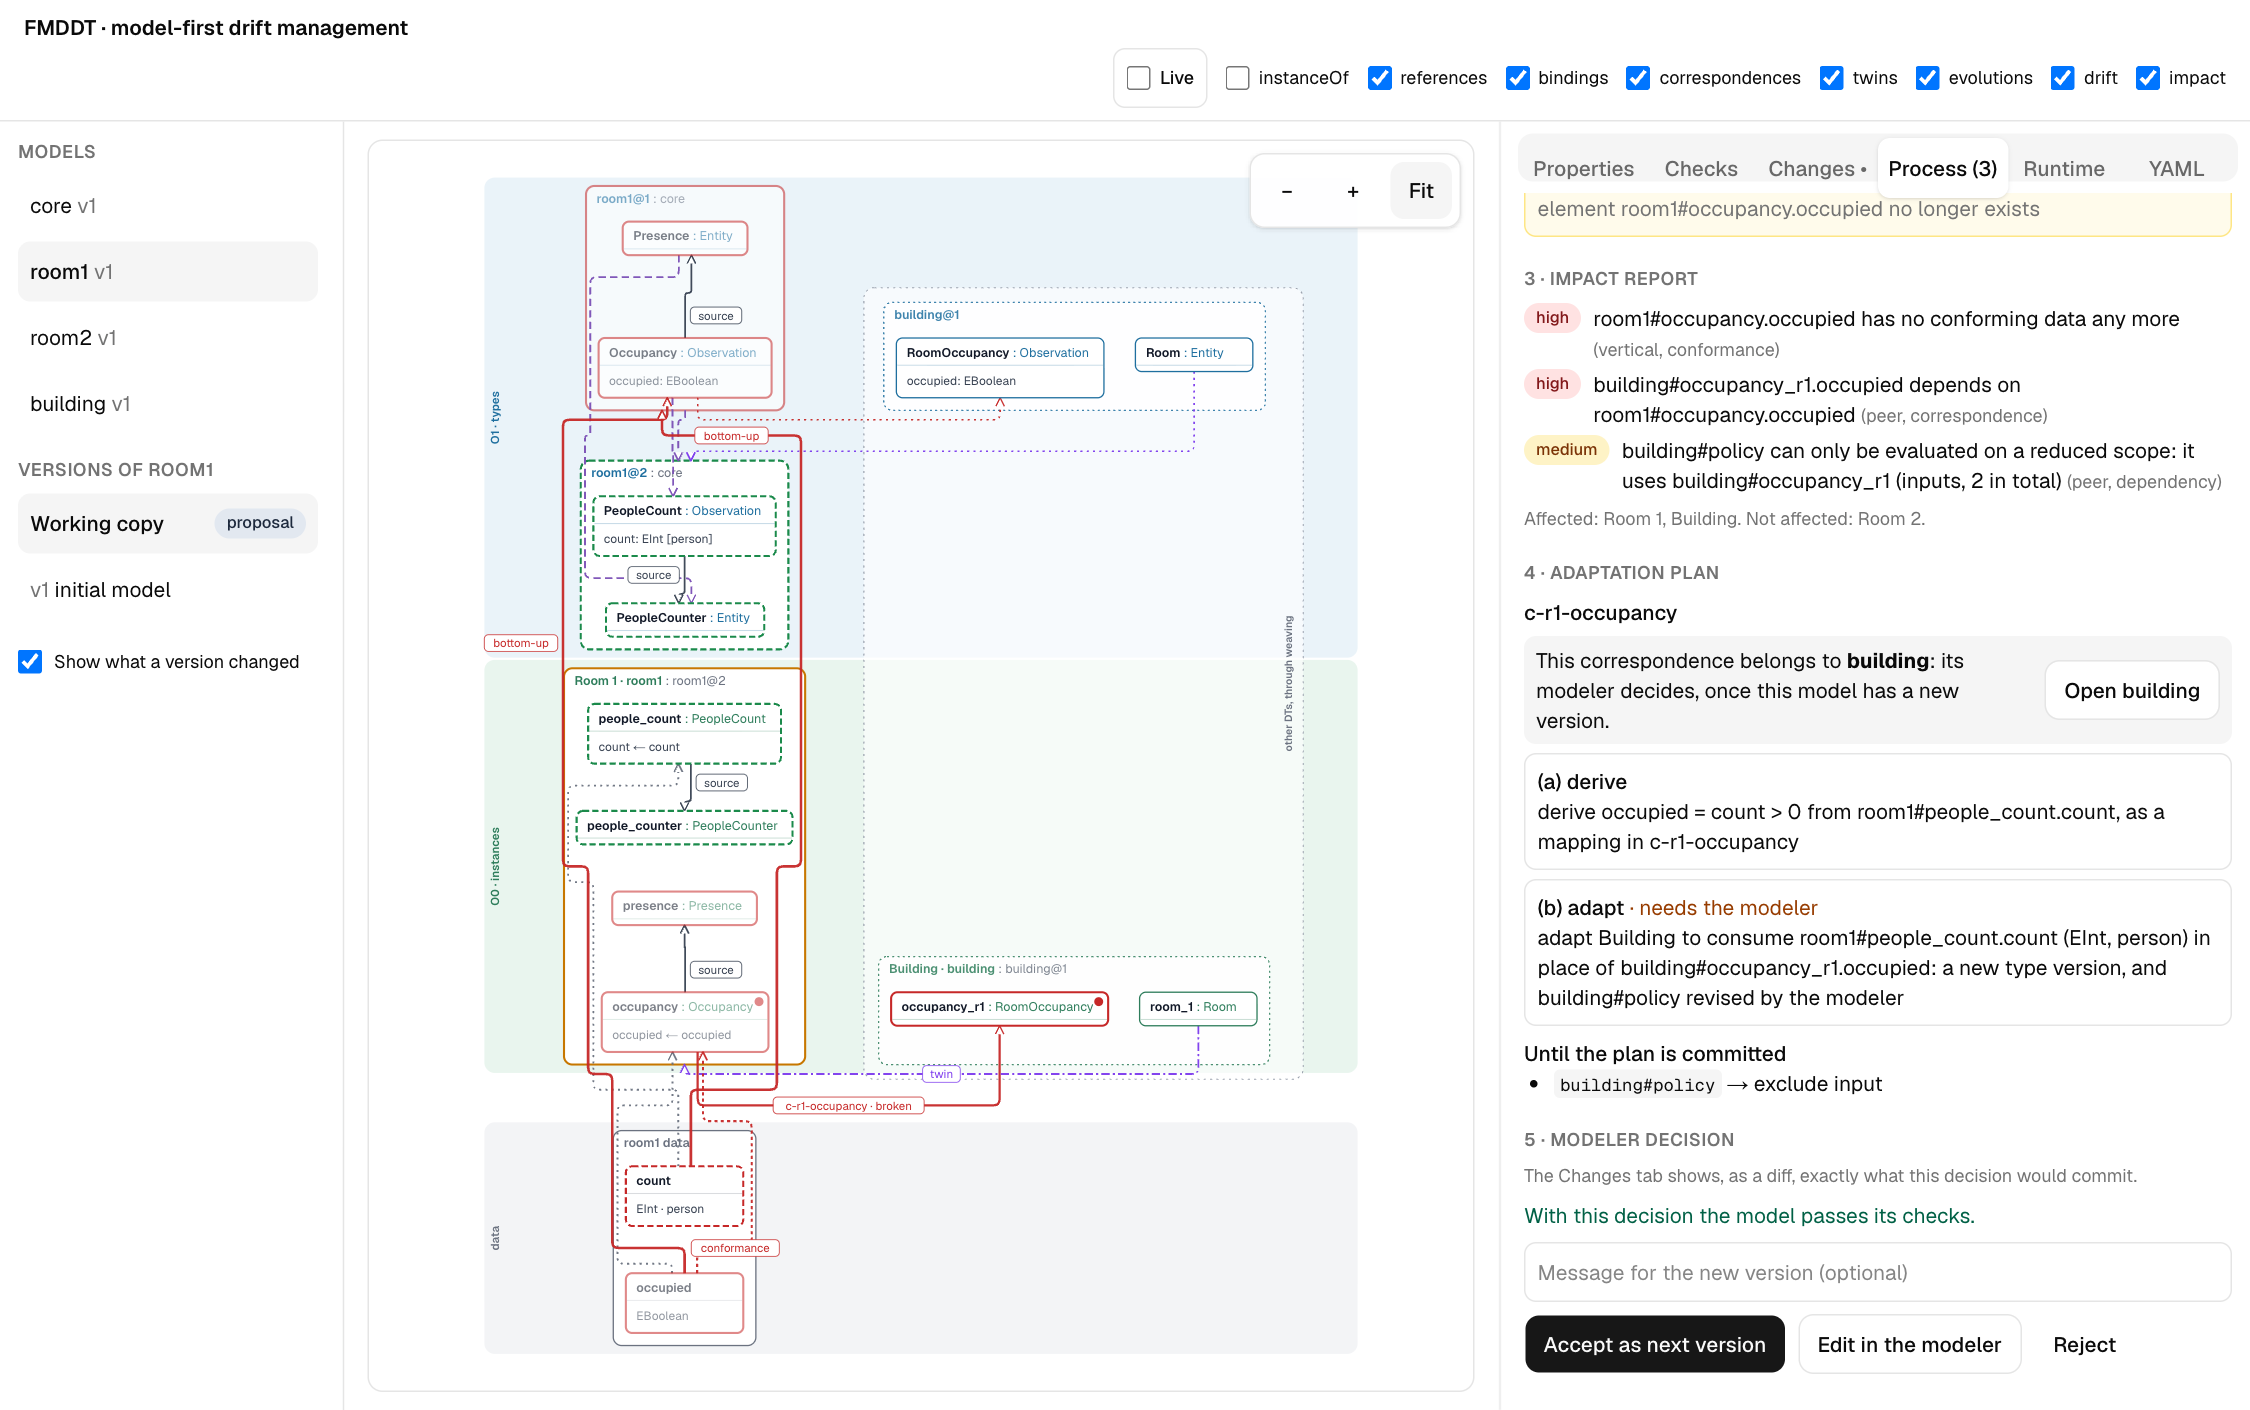 FMDDT · model-first drift management
Live
instanceOf
references
bindings
correspondences
twins
evolutions
drift
impact
MODELS
core v1
room1 v1
room2 v1
building v1
VERSIONS OF ROOM1
Working copy
proposal
v1 initial model
Show what a version changed
−
+
Fit
O1 · types
room1@1 : core
Presence : Entity
source
Occupancy : Observation
occupied: EBoolean
building@1
RoomOccupancy : Observation
occupied: EBoolean
Room : Entity
bottom-up
room1@2 : core
PeopleCount : Observation
count: EInt [person]
source
PeopleCounter : Entity
bottom-up
other DTs, through weaving
O0 · instances
Room 1 · room1 : room1@2
people_count : PeopleCount
count ← count
source
people_counter : PeopleCounter
presence : Presence
source
occupancy : Occupancy
occupied ← occupied
Building · building : building@1
occupancy_r1 : RoomOccupancy
room_1 : Room
twin
c-r1-occupancy · broken
data
room1 data
count
EInt · person
conformance
occupied
EBoolean
Properties
Checks
Changes •
Process (3)
Runtime
YAML
element room1#occupancy.occupied no longer exists
3 · IMPACT REPORT
high
room1#occupancy.occupied has no conforming data any more
(vertical, conformance)
high
building#occupancy_r1.occupied depends on
room1#occupancy.occupied (peer, correspondence)
medium
building#policy can only be evaluated on a reduced scope: it
uses building#occupancy_r1 (inputs, 2 in total) (peer, dependency)
Affected: Room 1, Building. Not affected: Room 2.
4 · ADAPTATION PLAN
c-r1-occupancy
This correspondence belongs to building: its
modeler decides, once this model has a new
version.
Open building
(a) derive
derive occupied = count > 0 from room1#people_count.count, as a
mapping in c-r1-occupancy
(b) adapt · needs the modeler
adapt Building to consume room1#people_count.count (EInt, person) in
place of building#occupancy_r1.occupied: a new type version, and
building#policy revised by the modeler
Until the plan is committed
• building#policy → exclude input
5 · MODELER DECISION
The Changes tab shows, as a diff, exactly what this decision would commit.
With this decision the model passes its checks.
Message for the new version (optional)
Accept as next version
Edit in the modeler
Reject